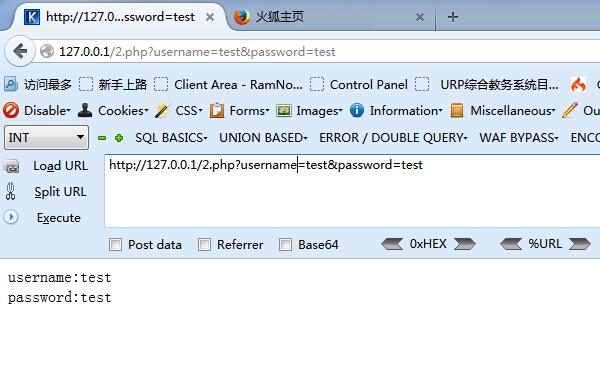 http://127.0...ssword=test
火狐主页
127.0.0.1/2.php?username=test&password=test
访问最多 新手上路 Client Area - RamNo... Control Panel URP综合教务系统目...
Disable Cookies CSS Forms Images Information Miscellaneous Ou
INT SQL BASICS UNION BASED ERROR / DOUBLE QUERY WAF BYPASS ENCO
Load URL http://127.0.0.1/2.php?username=test&password=test
Split URL
Execute
Post data Referrer Base64 0xHEX %URL
username:test
password:test